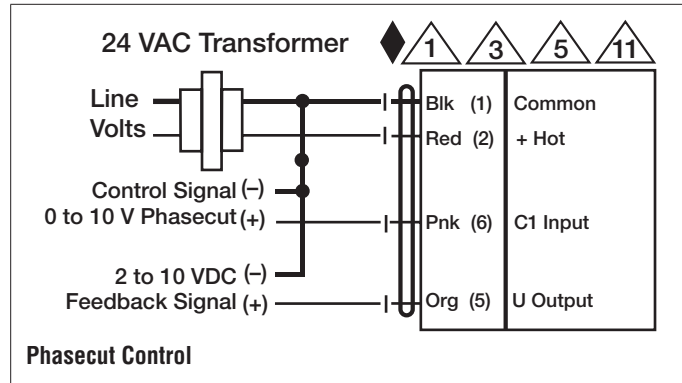 24 VAC Transformer
1 3 5 11
Line
Volts
Blk (1) Common
Red (2) + Hot
Control Signal (–)
0 to 10 V Phasecut (+)
Pnk (6) C1 Input
2 to 10 VDC (–)
Feedback Signal (+)
Org (5) U Output
Phasecut Control